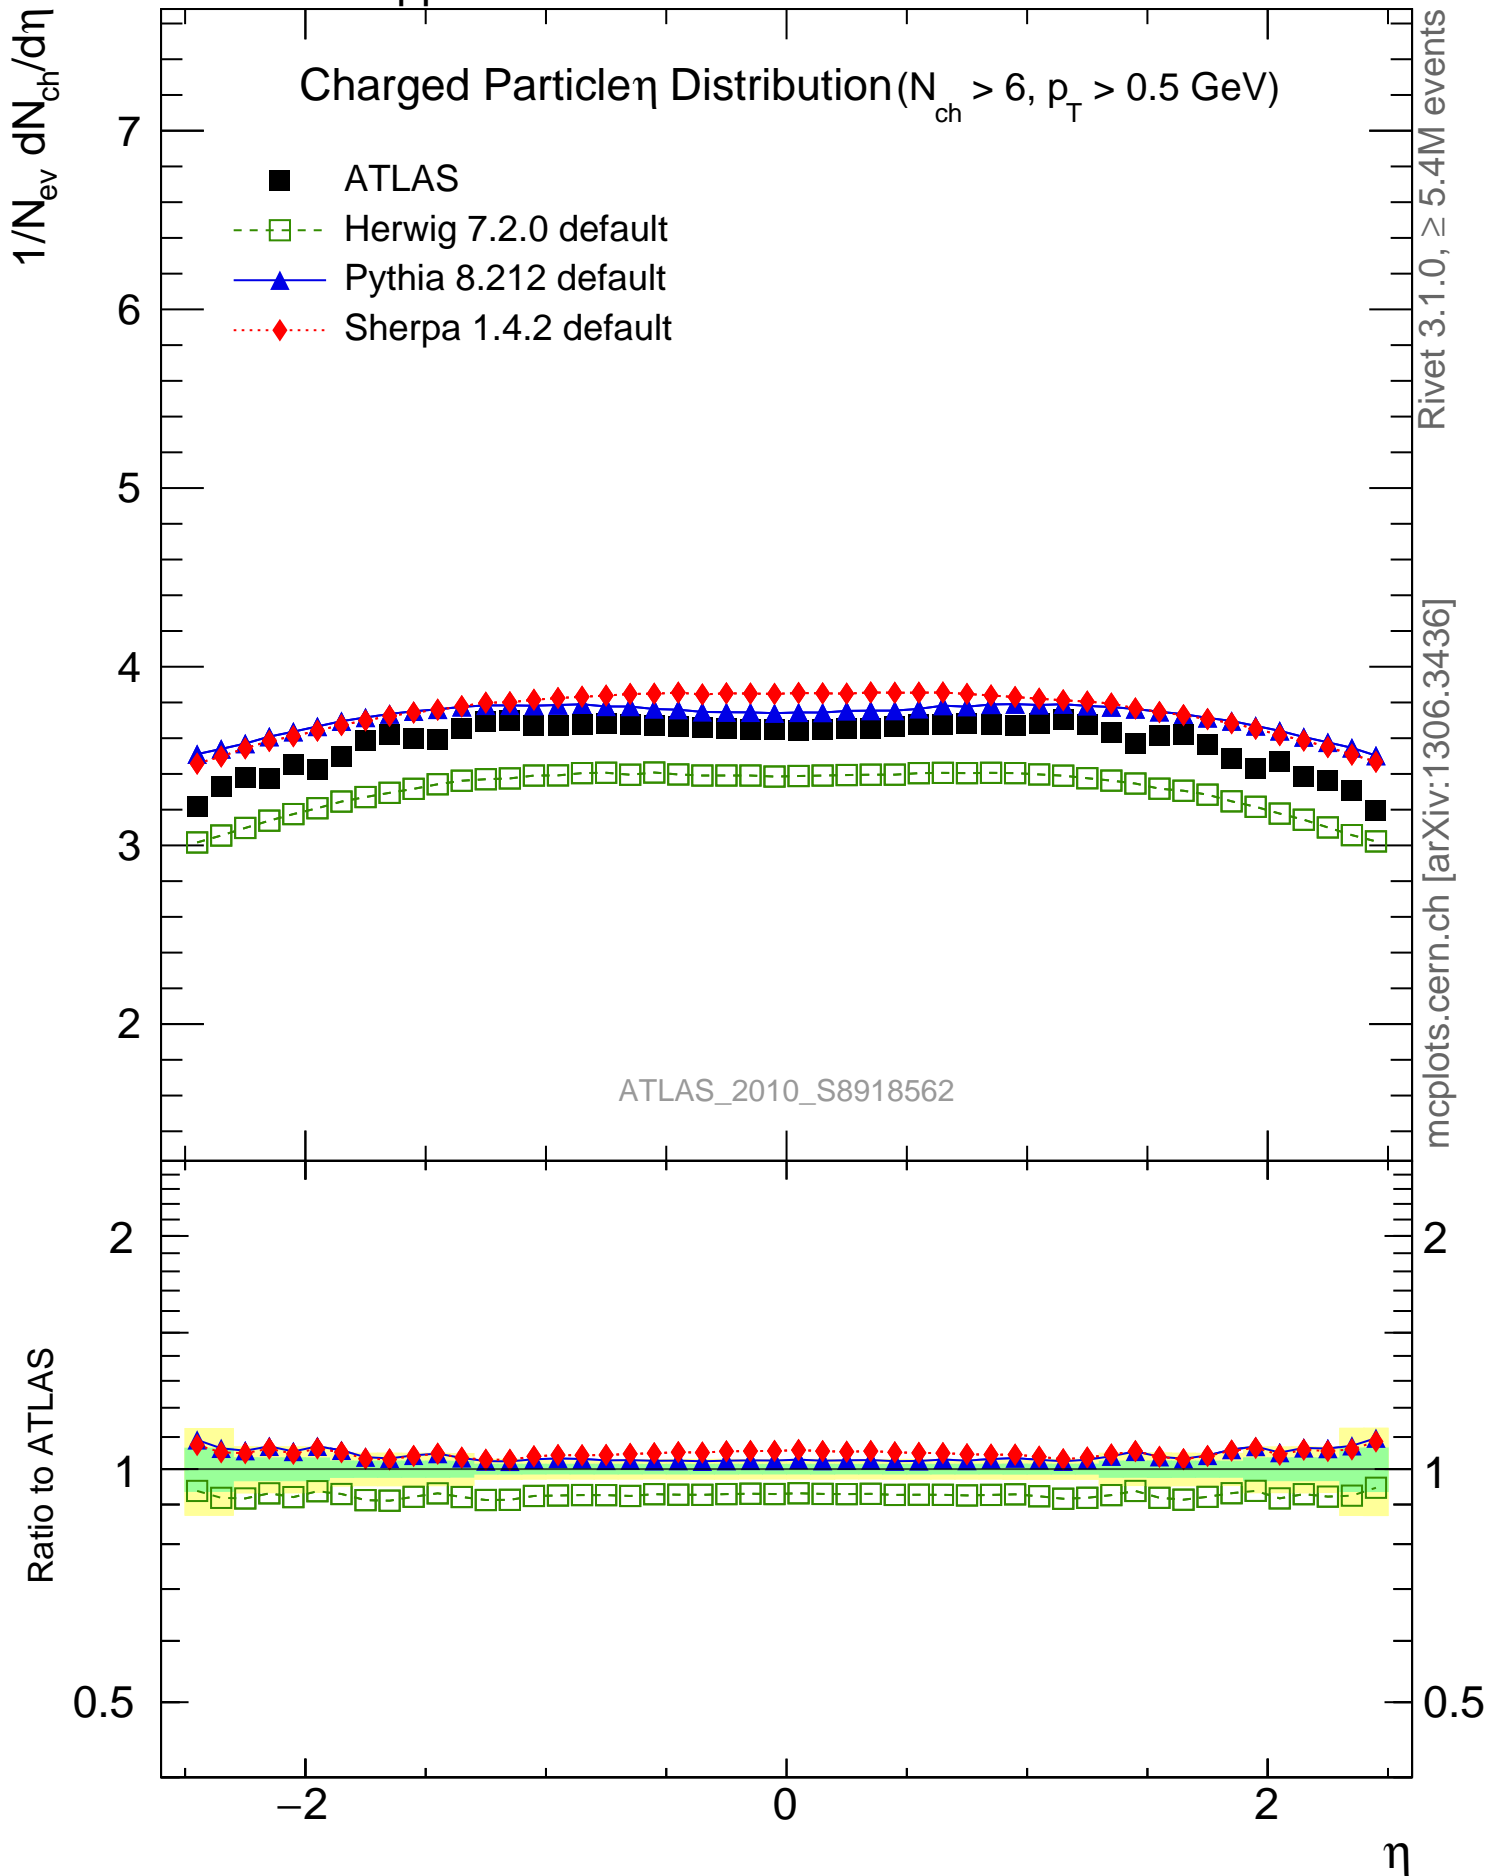 pp
1/N_ev dN_ch/dη
Charged Particleη Distribution(N_ch > 6, p_T > 0.5 GeV)
ATLAS
Herwig 7.2.0 default
Pythia 8.212 default
Sherpa 1.4.2 default
7
6
5
4
3
2
ATLAS_2010_S8918562
Rivet 3.1.0, ≥ 5.4M events
mcplots.cern.ch [arXiv:1306.3436]
Ratio to ATLAS
2
1
0.5
2
1
0.5
−2
0
2
η